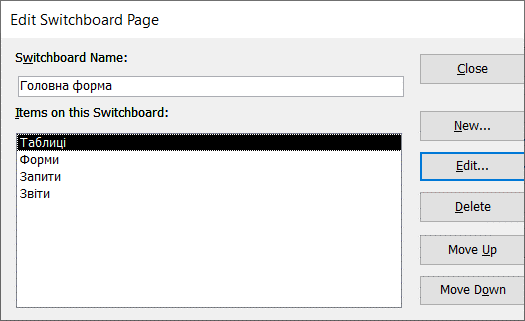 Edit Switchboard Page
Switchboard Name:
Close
Головна форма
Items on this Switchboard:
New...
Таблиці
Форми
Edit...
Запити
Звіти
Delete
Move Up
Move Down